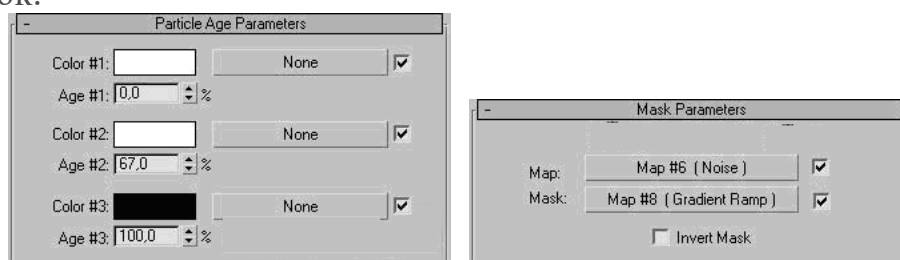 ok.
- Particle Age Parameters
Color #1: None
Age #1: 0,0 %
Color #2: None
Age #2: 67,0 %
Color #3: None
Age #3: 100,0 %
- Mask Parameters
Map: Map #6 ( Noise )
Mask: Map #8 ( Gradient Ramp )
Invert Mask